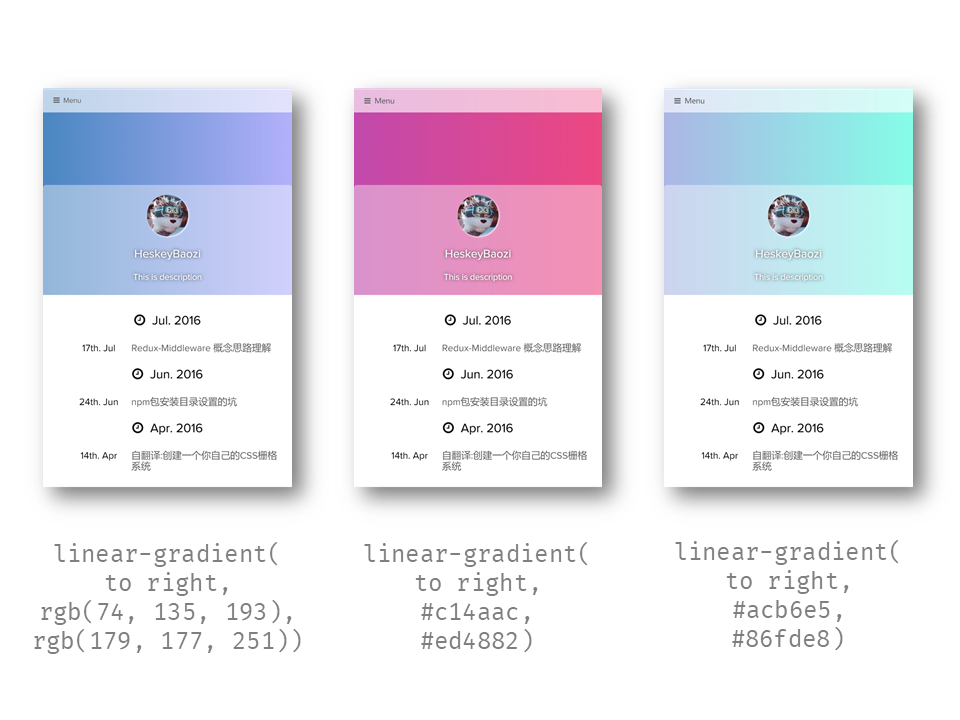 Menu
HeskeyBaozi
This is description
Jul. 2016
17th. Jul Redux-Middleware 概念思路理解
Jun. 2016
24th. Jun npm包安装目录设置的坑
Apr. 2016
14th. Apr 自翻译:创建一个你自己的CSS栅格
系统
linear-gradient(
to right,
rgb(74, 135, 193),
rgb(179, 177, 251))
Menu
HeskeyBaozi
This is description
Jul. 2016
17th. Jul Redux-Middleware 概念思路理解
Jun. 2016
24th. Jun npm包安装目录设置的坑
Apr. 2016
14th. Apr 自翻译:创建一个你自己的CSS栅格
系统
linear-gradient(
to right,
#c14aac,
#ed4882)
Menu
HeskeyBaozi
This is description
Jul. 2016
17th. Jul Redux-Middleware 概念思路理解
Jun. 2016
24th. Jun npm包安装目录设置的坑
Apr. 2016
14th. Apr 自翻译:创建一个你自己的CSS栅格
系统
linear-gradient(
to right,
#acb6e5,
#86fde8)